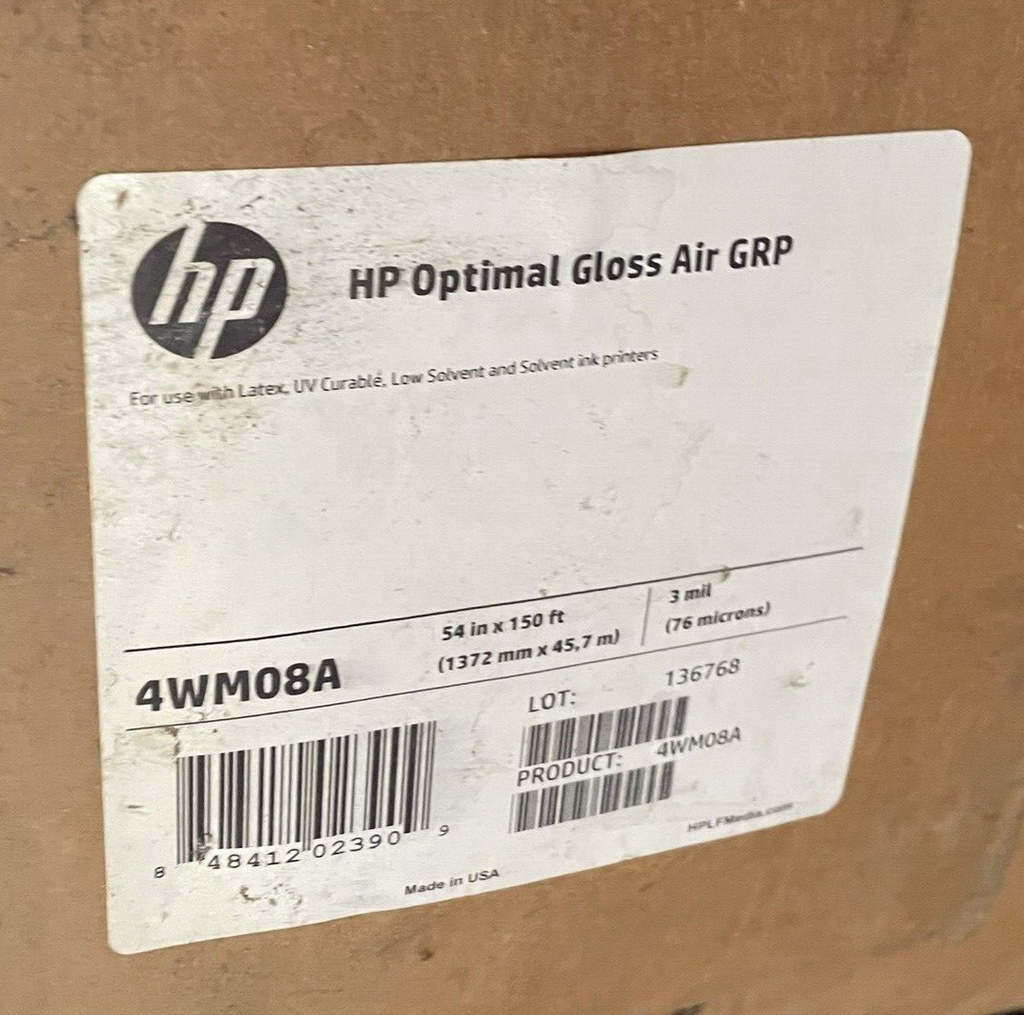 hp
HP Optimal Gloss Air GRP
For use with Latex, UV Curable, Low Solvent and Solvent ink printers
4WM08A
54 in x 150 ft
(1372 mm x 45,7 m)
3 mil
(76 microns)
LOT: 136768
PRODUCT: 4WM08A
8 48412 02390 9
Made in USA
HPLFMedia.com